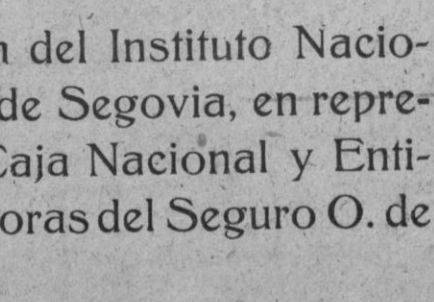 del Instituto Nacio-
de Segovia, en repre-
Caja Nacional y Enti-
oras del Seguro O. de